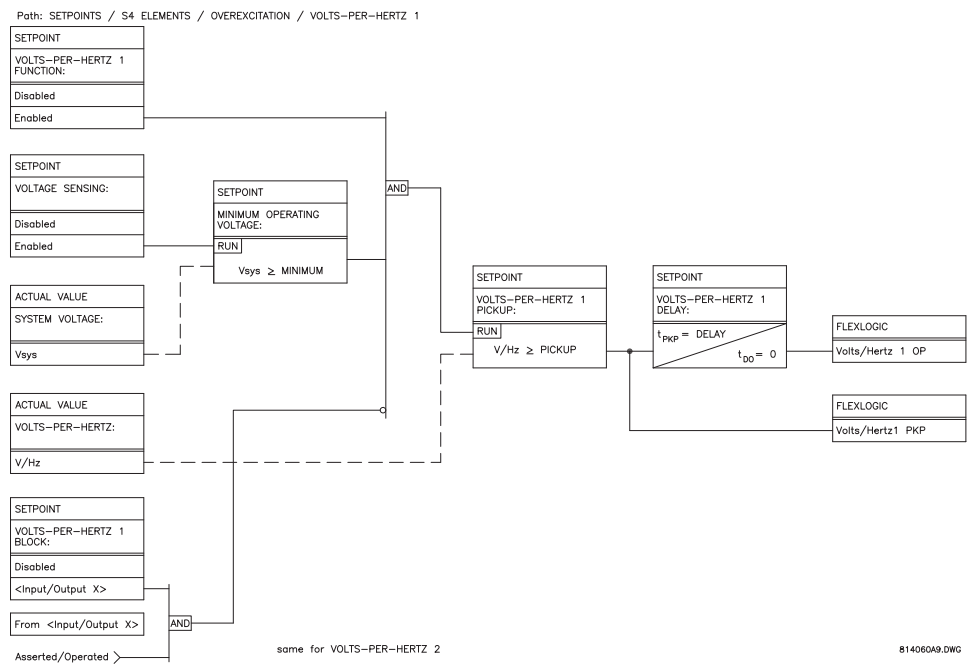 Path: SETPOINTS / S4 ELEMENTS / OVEREXCITATION / VOLTS-PER-HERTZ 1
SETPOINT
VOLTS-PER-HERTZ 1
FUNCTION:
Disabled
Enabled
SETPOINT
VOLTAGE SENSING:
Disabled
Enabled
SETPOINT
MINIMUM OPERATING
VOLTAGE:
RUN
Vsys ≥ MINIMUM
AND
ACTUAL VALUE
SYSTEM VOLTAGE:
Vsys
SETPOINT
VOLTS-PER-HERTZ 1
PICKUP:
RUN
V/Hz ≥ PICKUP
SETPOINT
VOLTS-PER-HERTZ 1
DELAY:
tPKP = DELAY
tDO = 0
FLEXLOGIC
Volts/Hertz 1 OP
FLEXLOGIC
Volts/Hertz1 PKP
ACTUAL VALUE
VOLTS-PER-HERTZ:
V/Hz
SETPOINT
VOLTS-PER-HERTZ 1
BLOCK:
Disabled
<Input/Output X>
From <Input/Output X>
AND
Asserted/Operated
same for VOLTS-PER-HERTZ 2
814060A9.DWG